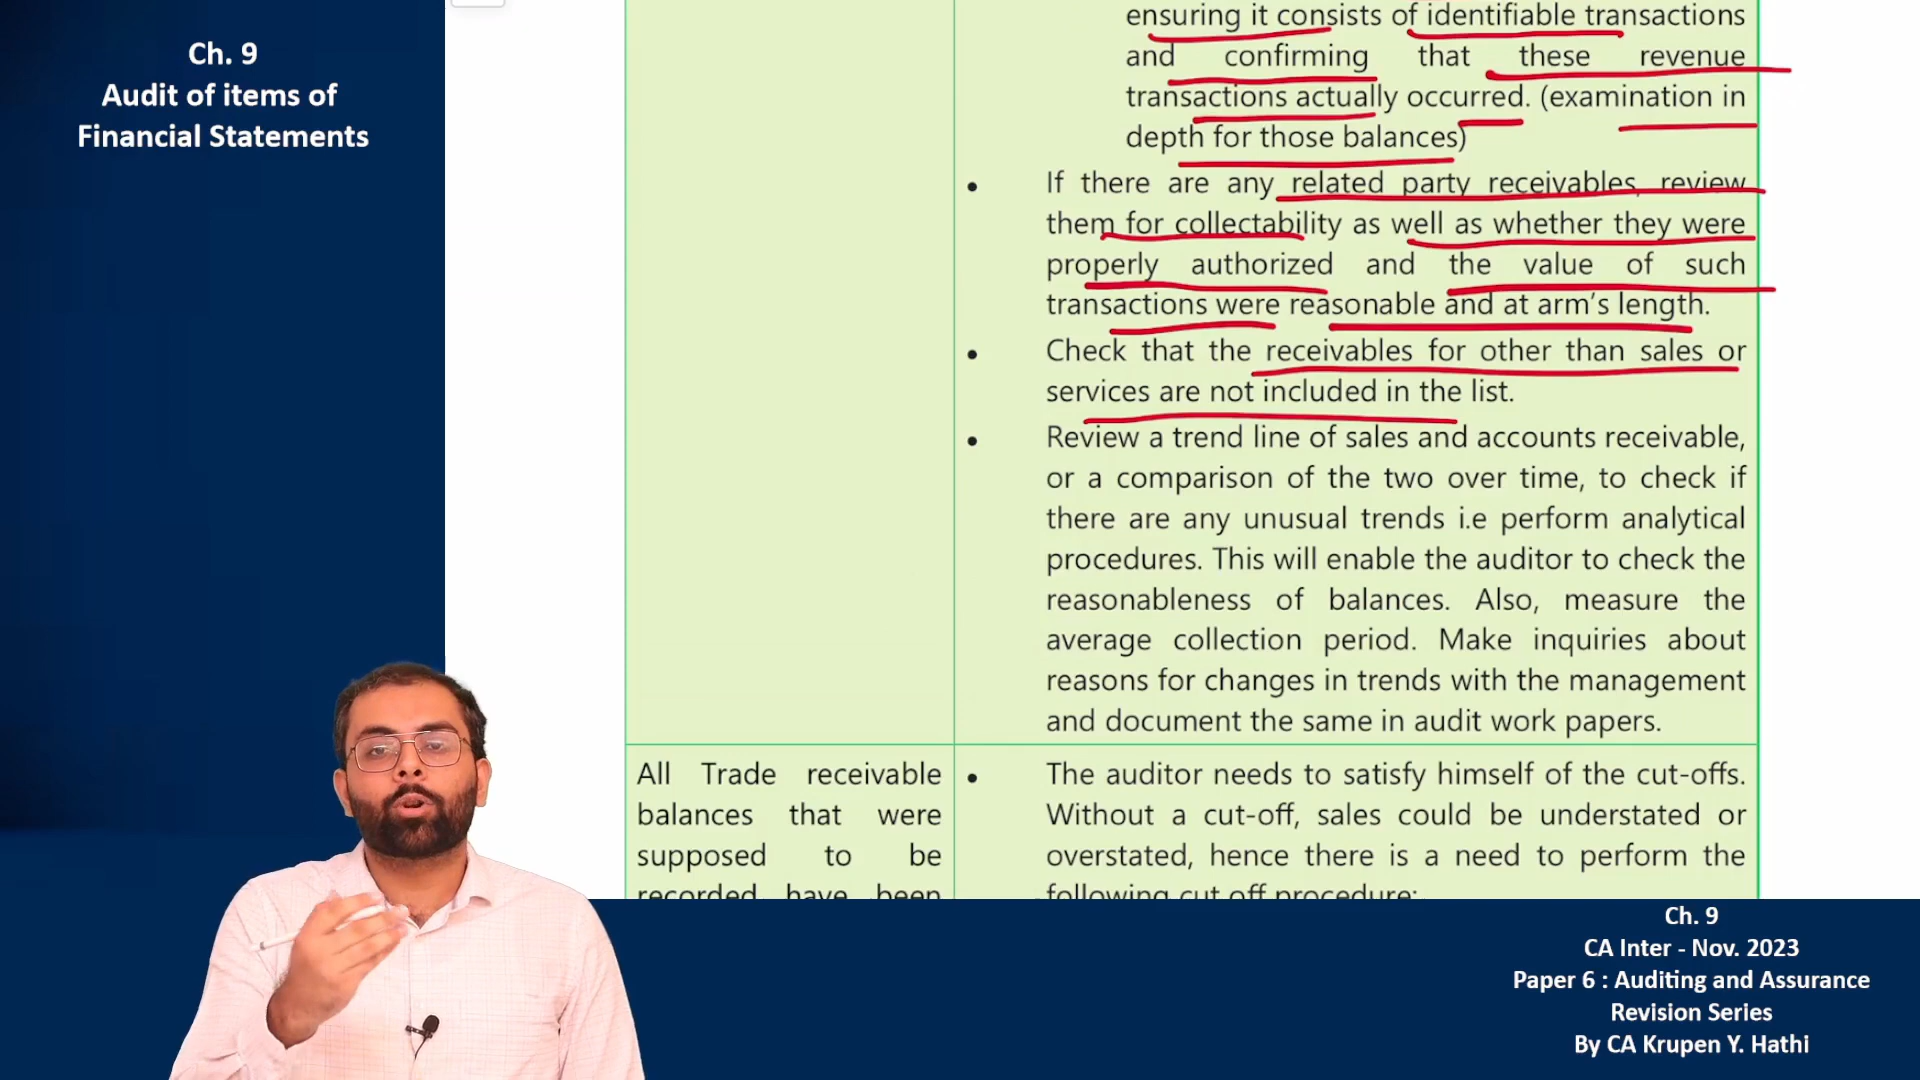 Ch. 9
Audit of items of
Financial Statements
ensuring it consists of identifiable transactions
and confirming that these revenue
transactions actually occurred. (examination in
depth for those balances)
• If there are any related party receivables, review
them for collectability as well as whether they were
properly authorized and the value of such
transactions were reasonable and at arm's length.
• Check that the receivables for other than sales or
services are not included in the list.
• Review a trend line of sales and accounts receivable,
or a comparison of the two over time, to check if
there are any unusual trends i.e perform analytical
procedures. This will enable the auditor to check the
reasonableness of balances. Also, measure the
average collection period. Make inquiries about
reasons for changes in trends with the management
and document the same in audit work papers.
All Trade receivable
balances that were
supposed to be
recorded have been
• The auditor needs to satisfy himself of the cut-offs.
Without a cut-off, sales could be understated or
overstated, hence there is a need to perform the
following cut off procedure:
Ch. 9
CA Inter - Nov. 2023
Paper 6 : Auditing and Assurance
Revision Series
By CA Krupen Y. Hathi